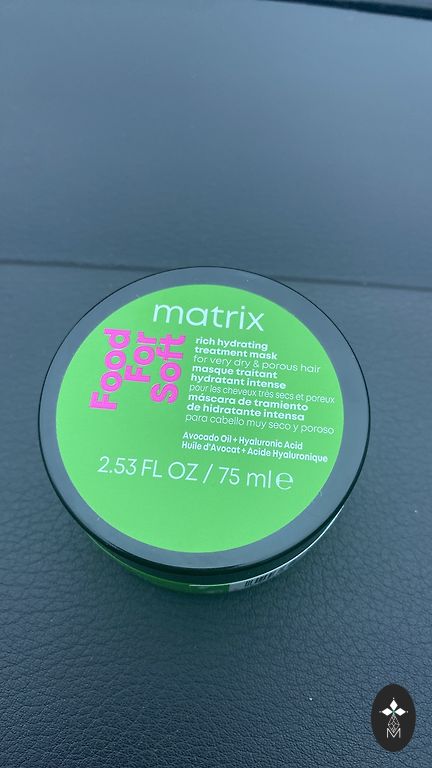 matrix
Food
For
Soft
rich hydrating
treatment mask
for very dry & porous hair
masque traitant
hydratant intense
pour les cheveux très secs et poreux
máscara de tramiento
de hidratante intensa
para cabello muy seco y poroso
Avocado Oil + Hyaluronic Acid
Huile d'Avocat + Acide Hyaluronique
2.53 FL OZ / 75 ml e
M